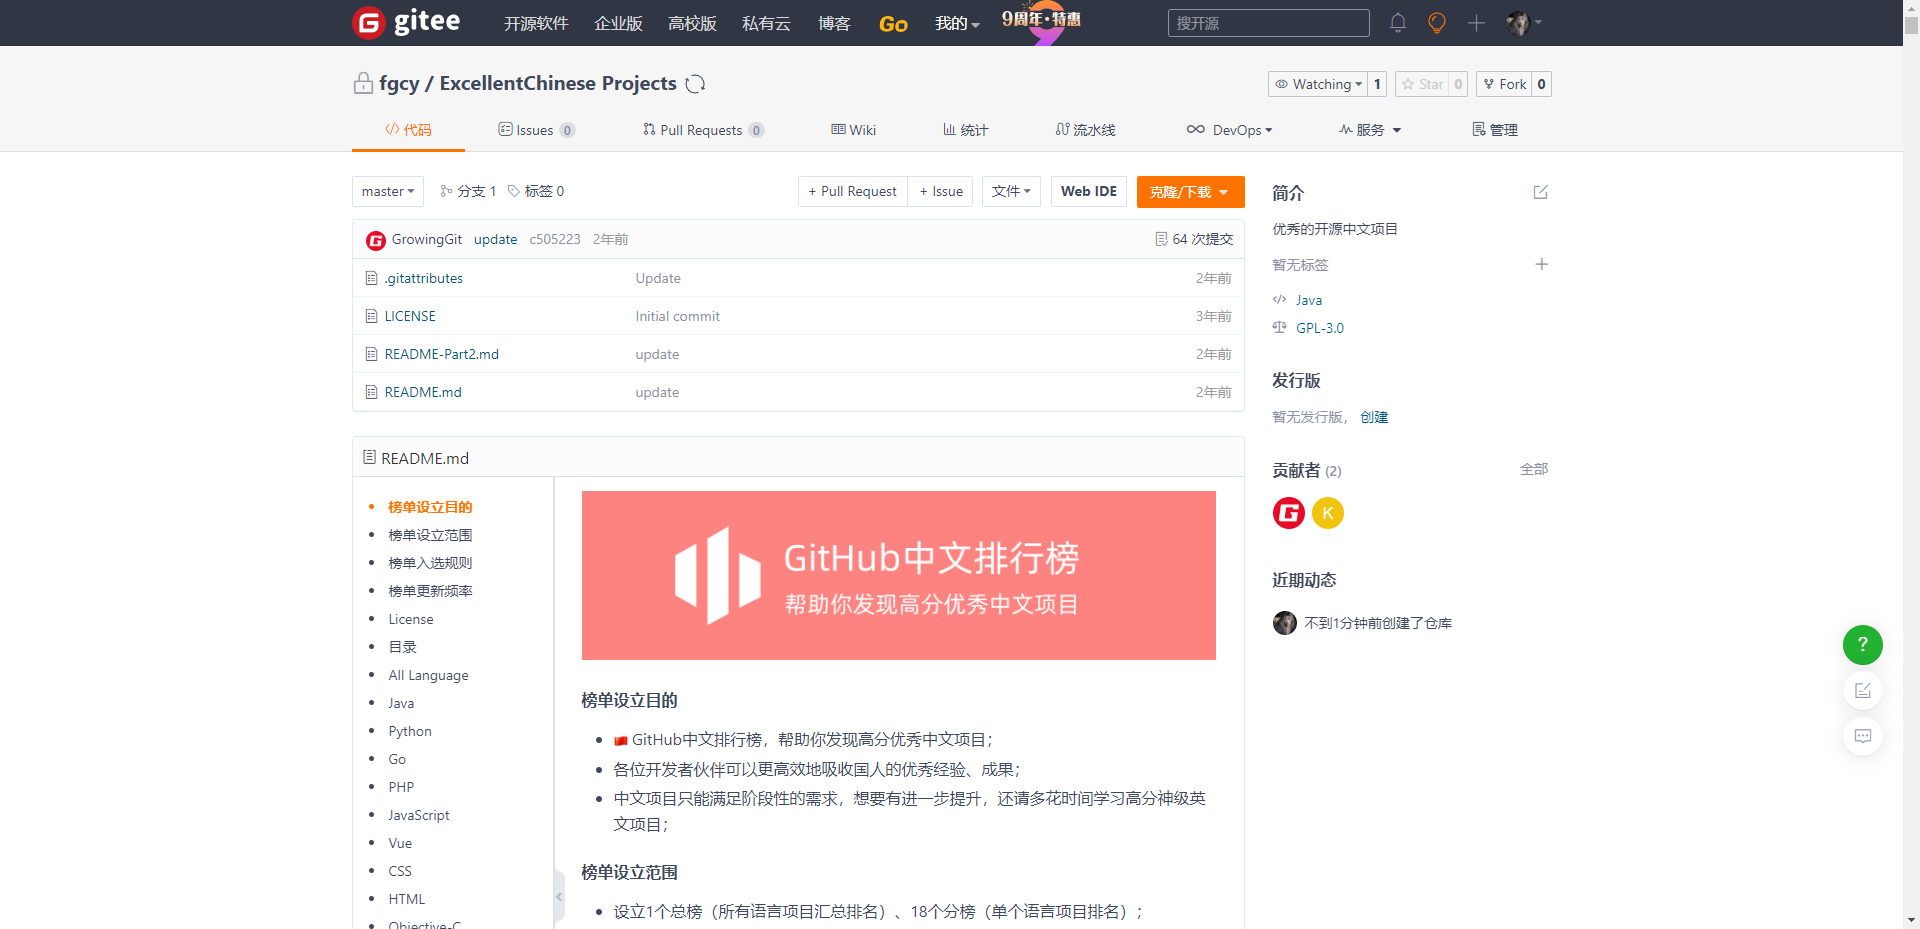 gitee 开源软件 企业版 高校版 私有云 博客 Go 我的 9周年·特惠 搜开源
fgcy / ExcellentChinese Projects Watching 1 Star 0 Fork 0
代码 Issues 0 Pull Requests 0 Wiki 统计 流水线 DevOps 服务 管理
master 分支 1 标签 0 + Pull Request + Issue 文件 Web IDE 克隆/下载
GrowingGit update c505223 2年前 64 次提交
.gitattributes Update 2年前
LICENSE Initial commit 3年前
README-Part2.md update 2年前
README.md update 2年前
README.md
榜单设立目的
榜单设立范围
榜单入选规则
榜单更新频率
License
目录
All Language
Java
Python
Go
PHP
JavaScript
Vue
CSS
HTML
Objective-C
GitHub中文排行榜
帮助你发现高分优秀中文项目
榜单设立目的
GitHub中文排行榜，帮助你发现高分优秀中文项目；
各位开发者伙伴可以更高效地吸收国人的优秀经验、成果；
中文项目只能满足阶段性的需求，想要有进一步提升，还请多花时间学习高分神级英
文项目；
榜单设立范围
设立1个总榜（所有语言项目汇总排名）、18个分榜（单个语言项目排名）；
简介
优秀的开源中文项目
暂无标签
Java
GPL-3.0
发行版
暂无发行版， 创建
贡献者 (2) 全部
G K
近期动态
不到1分钟前创建了仓库
?